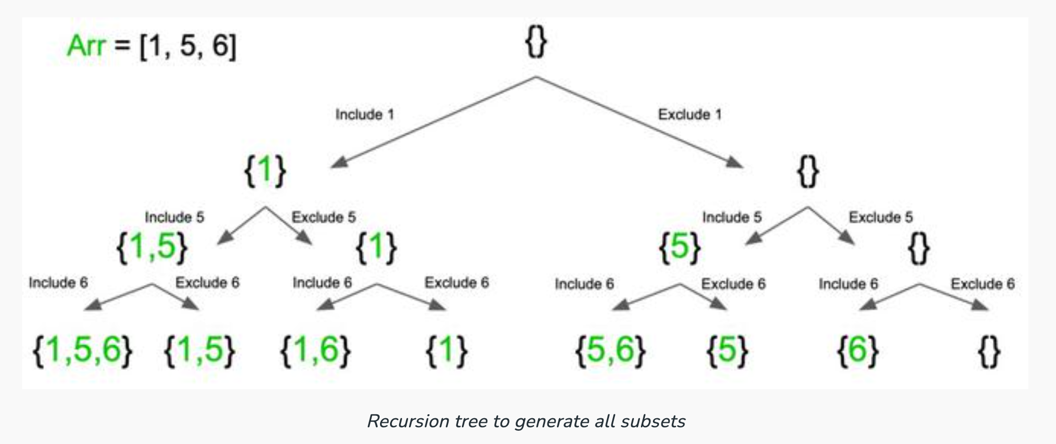 Arr = [1, 5, 6]
{}
Include 1
Exclude 1
{1}
{}
Include 5
Exclude 5
Include 5
Exclude 5
{1,5}
{1}
{5}
{}
Include 6
Exclude 6
Include 6
Exclude 6
Include 6
Exclude 6
Include 6
Exclude 6
{1,5,6}
{1,5}
{1,6}
{1}
{5,6}
{5}
{6}
{}
Recursion tree to generate all subsets